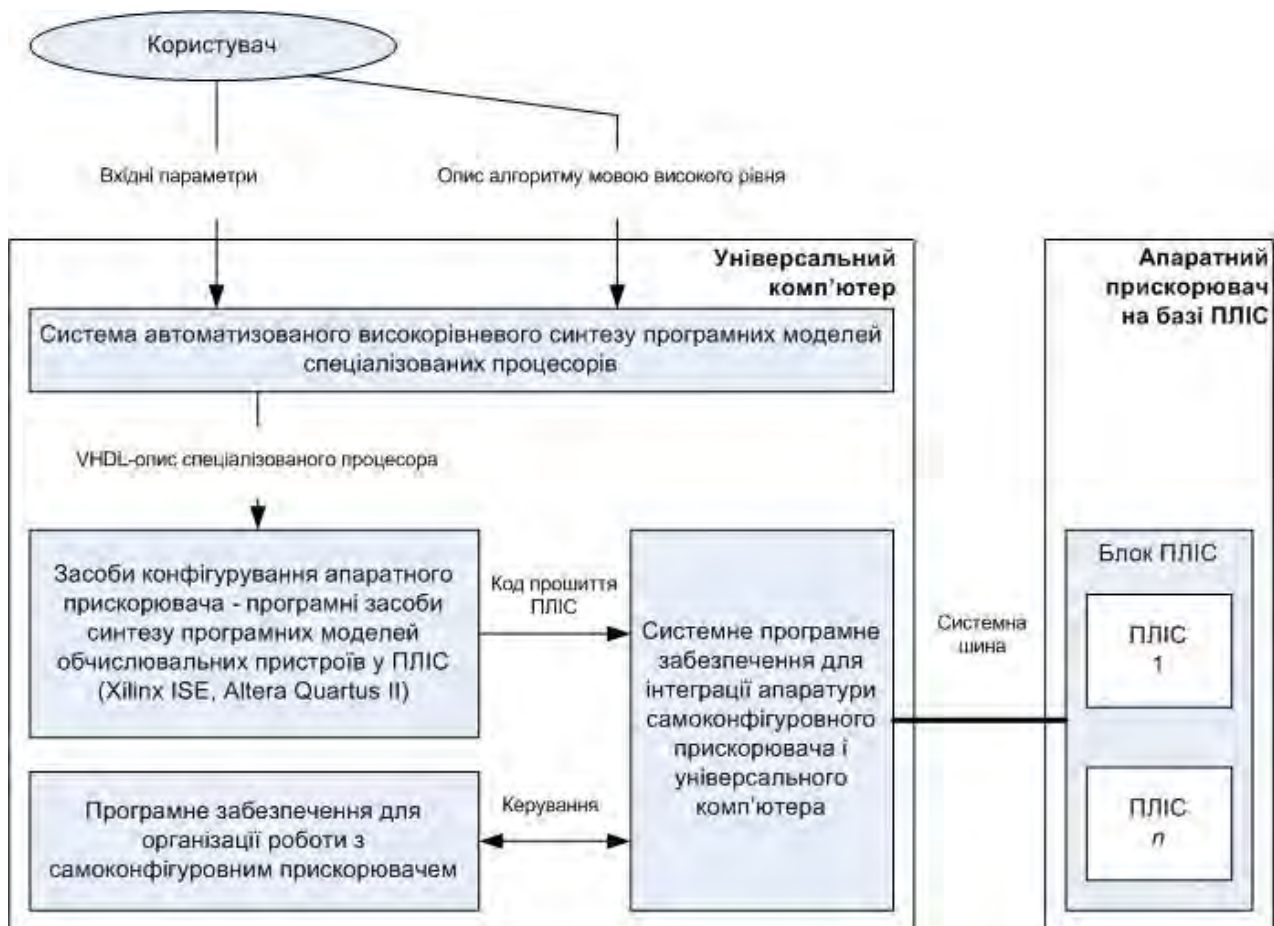 Користувач
Вхідні параметри
Опис алгоритму мовою високого рівня
Універсальний
комп’ютер
Апаратний
прискорювач
на базі ПЛІС
Система автоматизованого високорівневого синтезу програмних моделей
спеціалізованих процесорів
VHDL-опис спеціалізованого процесора
Засоби конфігурування апаратного
прискорювача - програмні засоби
синтезу програмних моделей
обчислювальних пристроїв у ПЛІС
(Xilinx ISE, Altera Quartus II)
Код прошиття
ПЛІС
Системне програмне
забезпечення для
інтеграції апаратури
самоконфігуровного
прискорювача і
універсального
комп’ютера
Системна
шина
Блок ПЛІС
ПЛІС
1
ПЛІС
n
Програмне забезпечення для
організації роботи з
самоконфігуровним прискорювачем
Керування